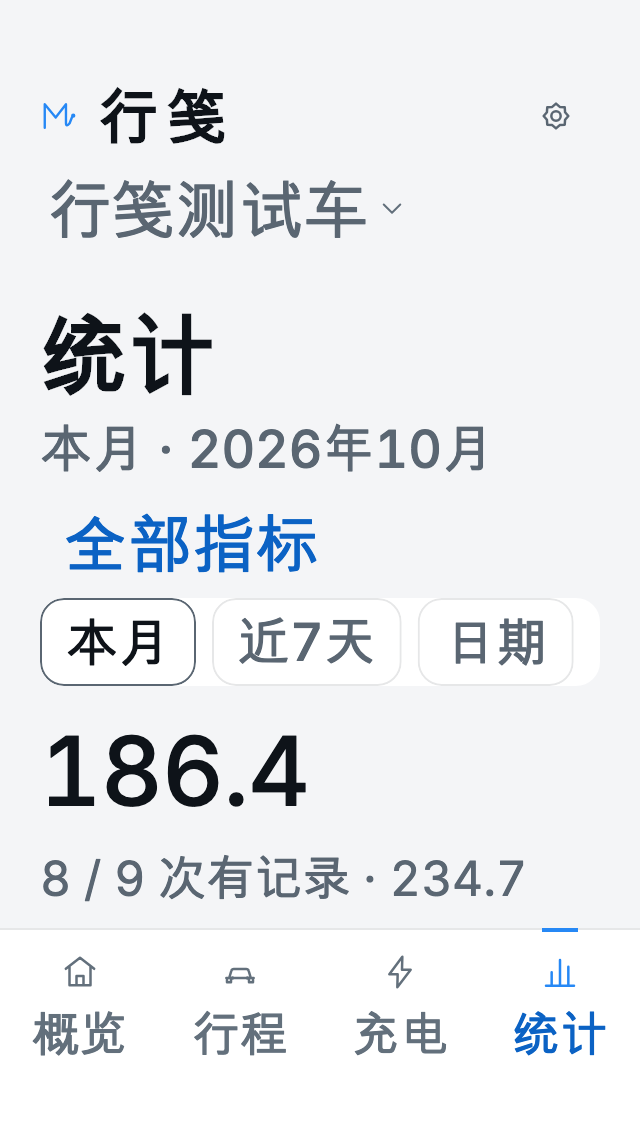 行笺
行笺测试车
统计
本月 · 2026年10月
全部指标
本月 近7天 日期
186.4
8 / 9 次有记录 · 234.7
概览 行程 充电 统计